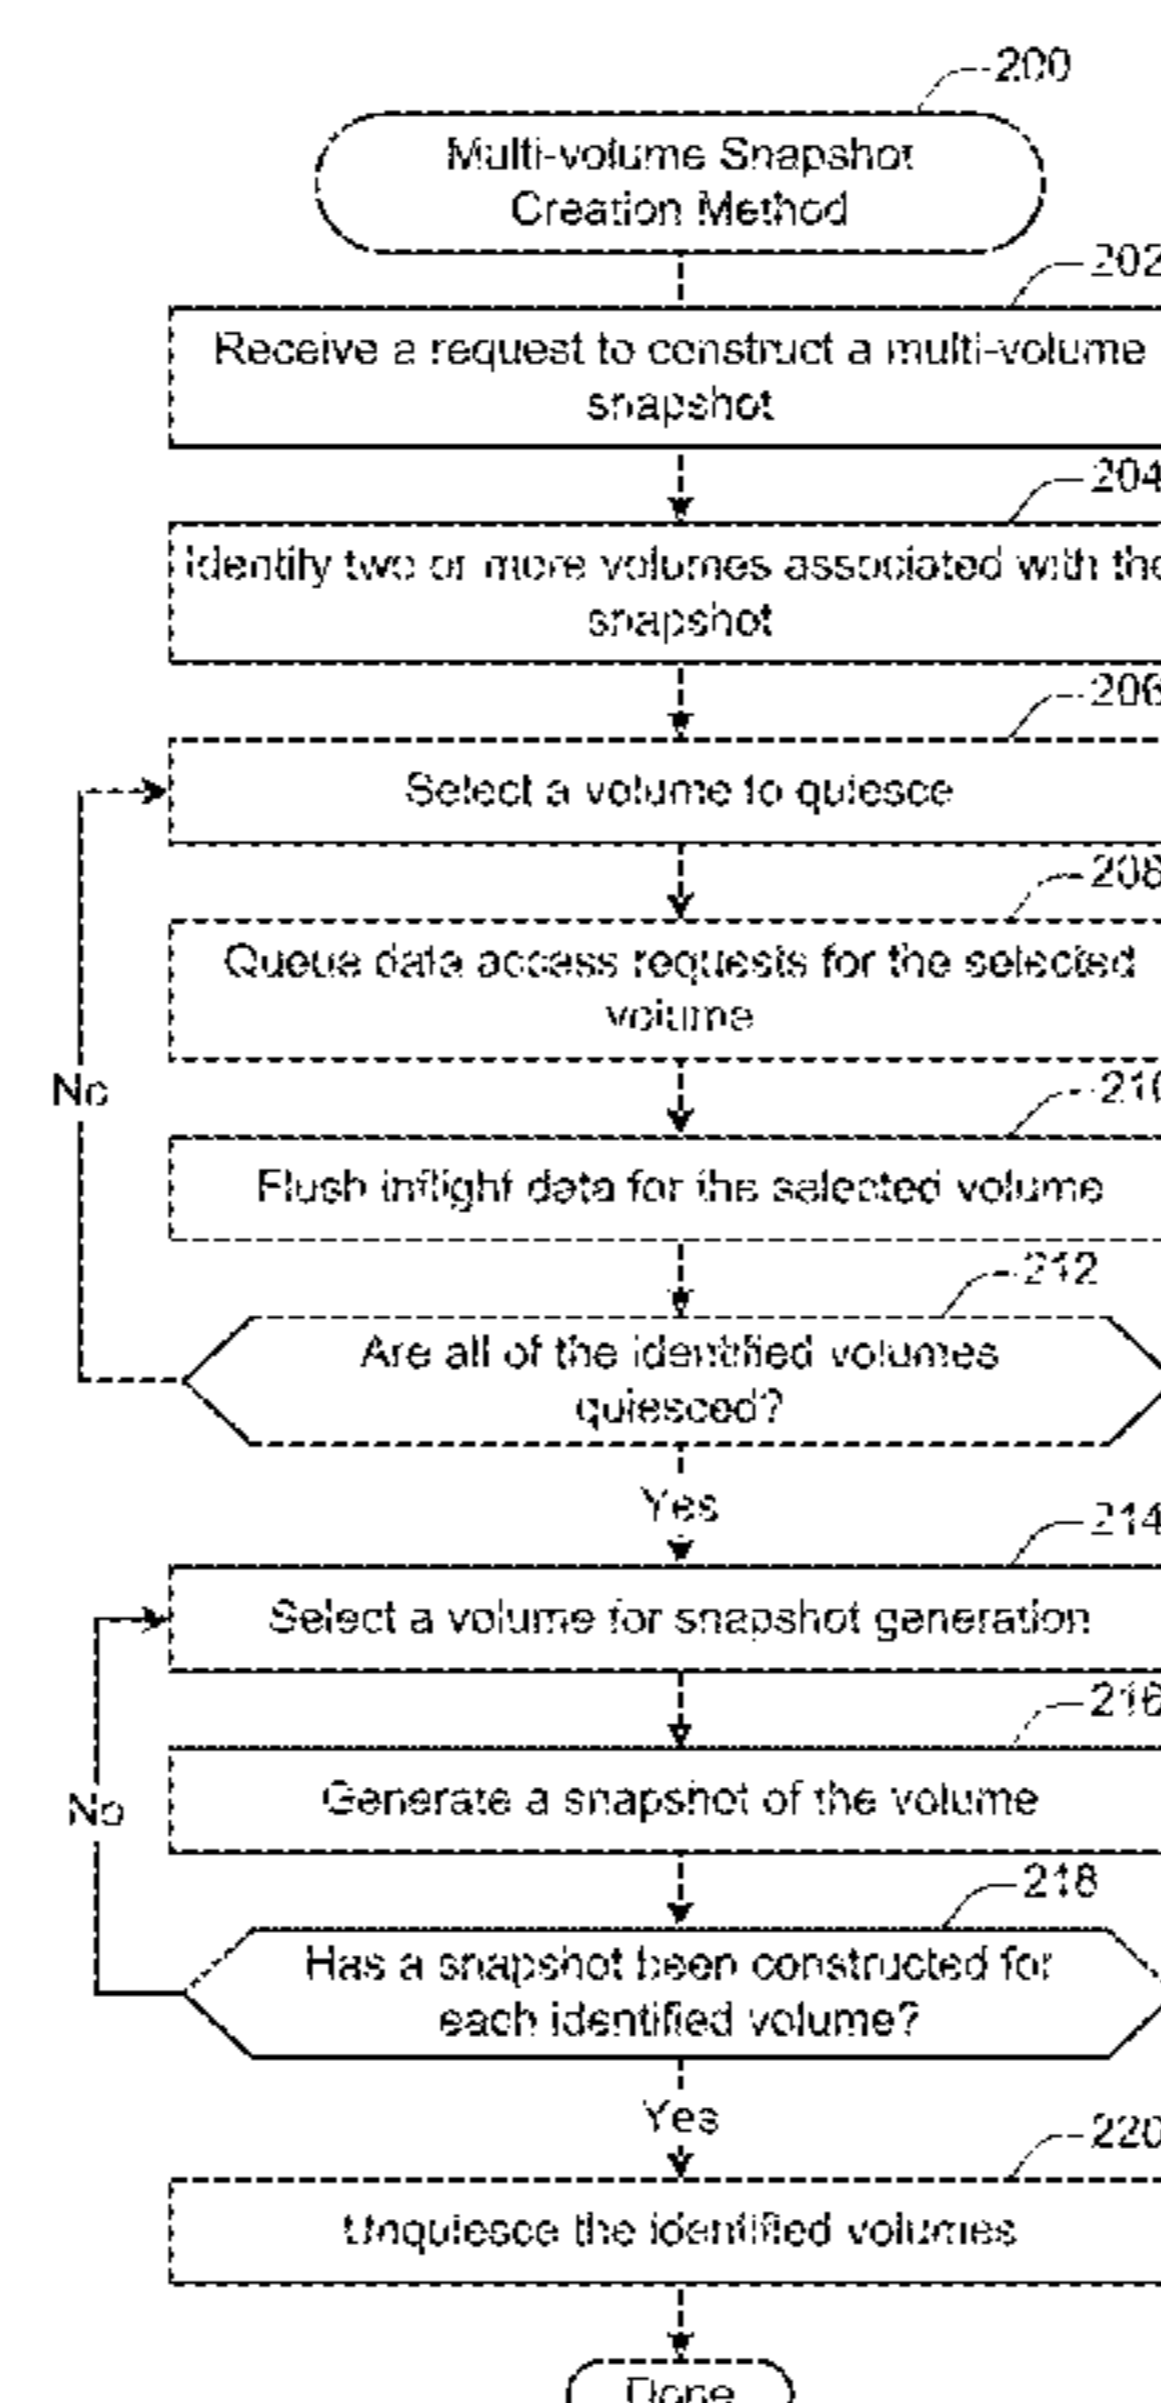 200
Multi-volume Snapshot
Creation Method
202
Receive a request to construct a multi-volume
snapshot
204
Identify two or more volumes associated with the
snapshot
206
Select a volume to quiesce
208
Queue data access requests for the selected
volume
210
No
Flush inflight data for the selected volume
212
Are all of the identified volumes
quiesced?
Yes
214
Select a volume for snapshot generation
216
Generate a snapshot of the volume
No
218
Has a snapshot been constructed for
each identified volume?
Yes
220
Unquiesce the identified volumes
Done